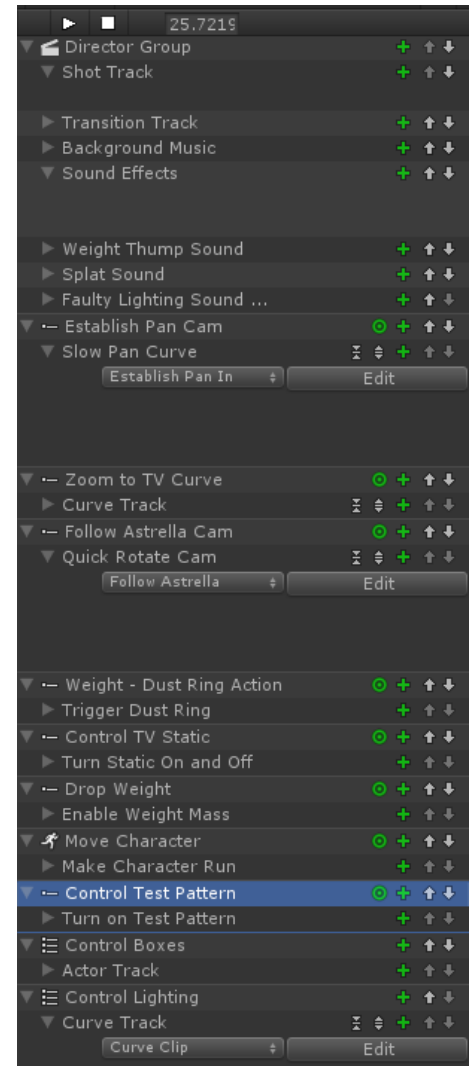 25.7219
Director Group
Shot Track
Transition Track
Background Music
Sound Effects
Weight Thump Sound
Splat Sound
Faulty Lighting Sound ...
Establish Pan Cam
Slow Pan Curve
Establish Pan In Edit
Zoom to TV Curve
Curve Track
Follow Astrella Cam
Quick Rotate Cam
Follow Astrella Edit
Weight - Dust Ring Action
Trigger Dust Ring
Control TV Static
Turn Static On and Off
Drop Weight
Enable Weight Mass
Move Character
Make Character Run
Control Test Pattern
Turn on Test Pattern
Control Boxes
Actor Track
Control Lighting
Curve Track
Curve Clip Edit